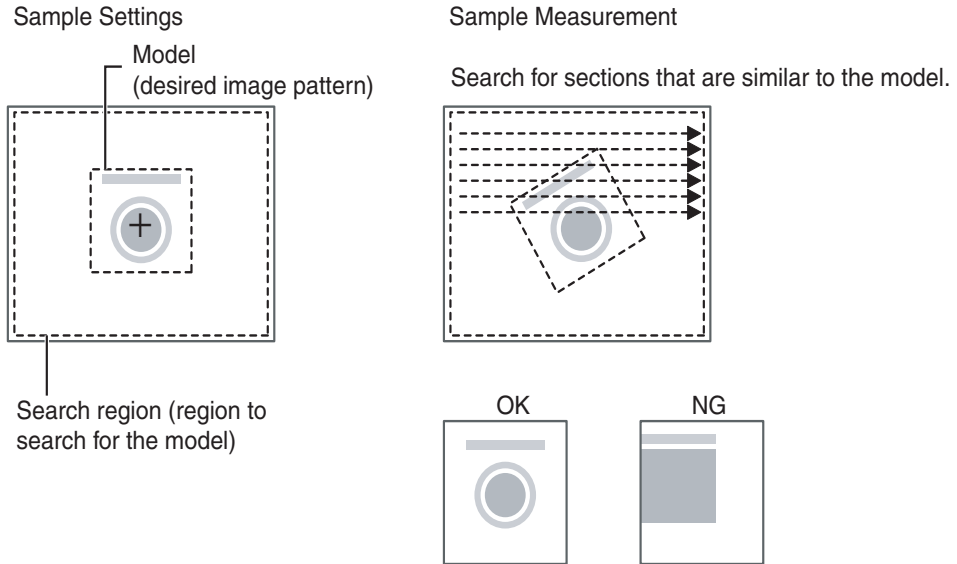 Sample Settings
Model
(desired image pattern)
Search region (region to
search for the model)
Sample Measurement
Search for sections that are similar to the model.
OK
NG